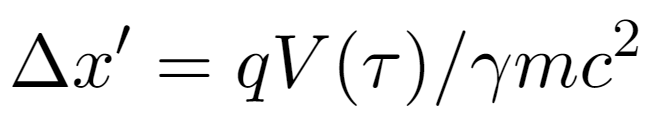 Δx′ = qV(τ)/γmc²